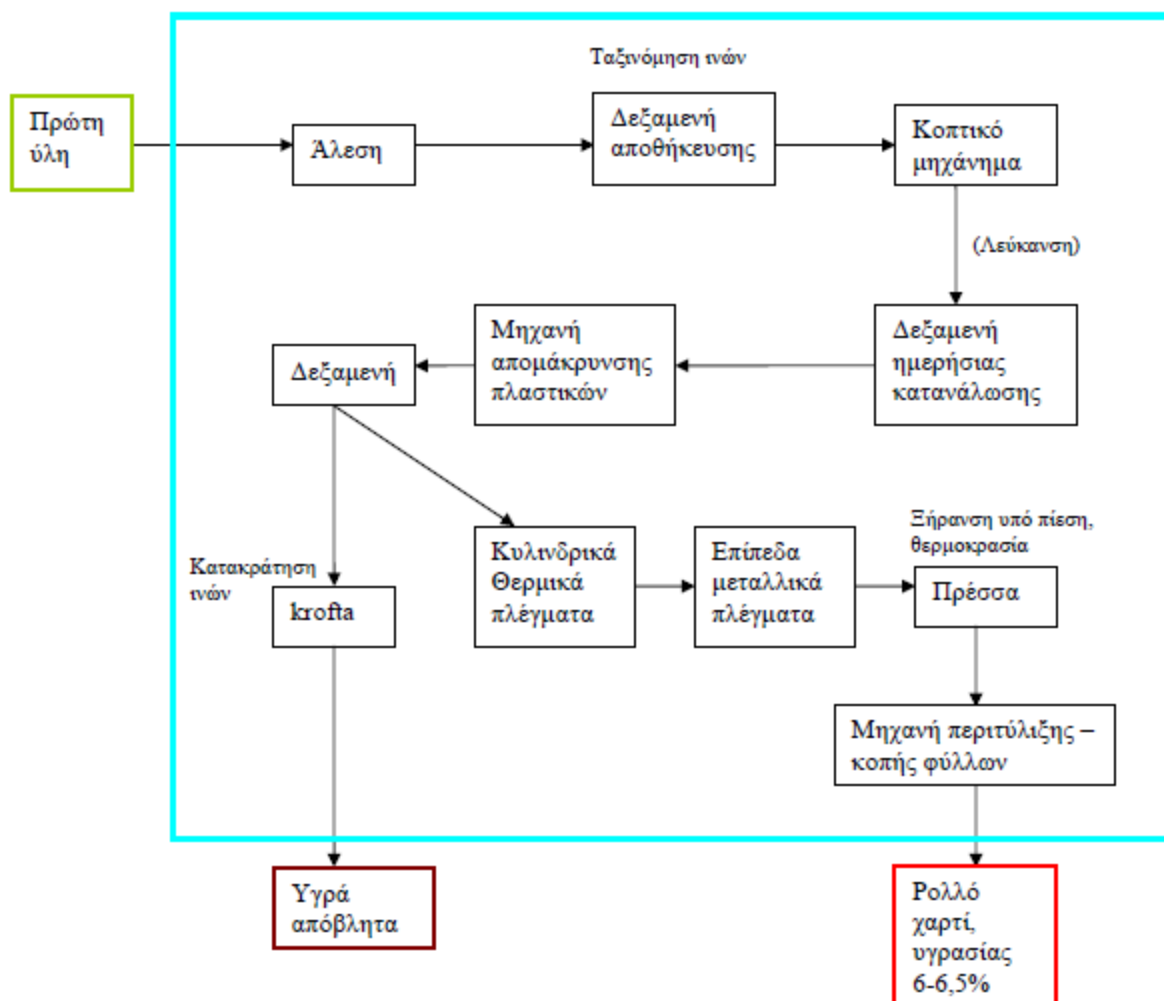 Ταξινόμηση ινών
Πρώτη
ύλη
Άλεση
Δεξαμενή
αποθήκευσης
Κοπτικό
μηχάνημα
(Λεύκανση)
Δεξαμενή
Μηχανή
απομάκρυνσης
πλαστικών
Δεξαμενή
ημερήσιας
κατανάλωσης
Κατακράτηση
ινών
krofta
Κυλινδρικά
Θερμικά
πλέγματα
Επίπεδα
μεταλλικά
πλέγματα
Ξήρανση υπό πίεση,
θερμοκρασία
Πρέσσα
Μηχανή περιτύλιξης –
κοπής φύλλων
Υγρά
απόβλητα
Ρολλό
χαρτί,
υγρασίας
6-6,5%